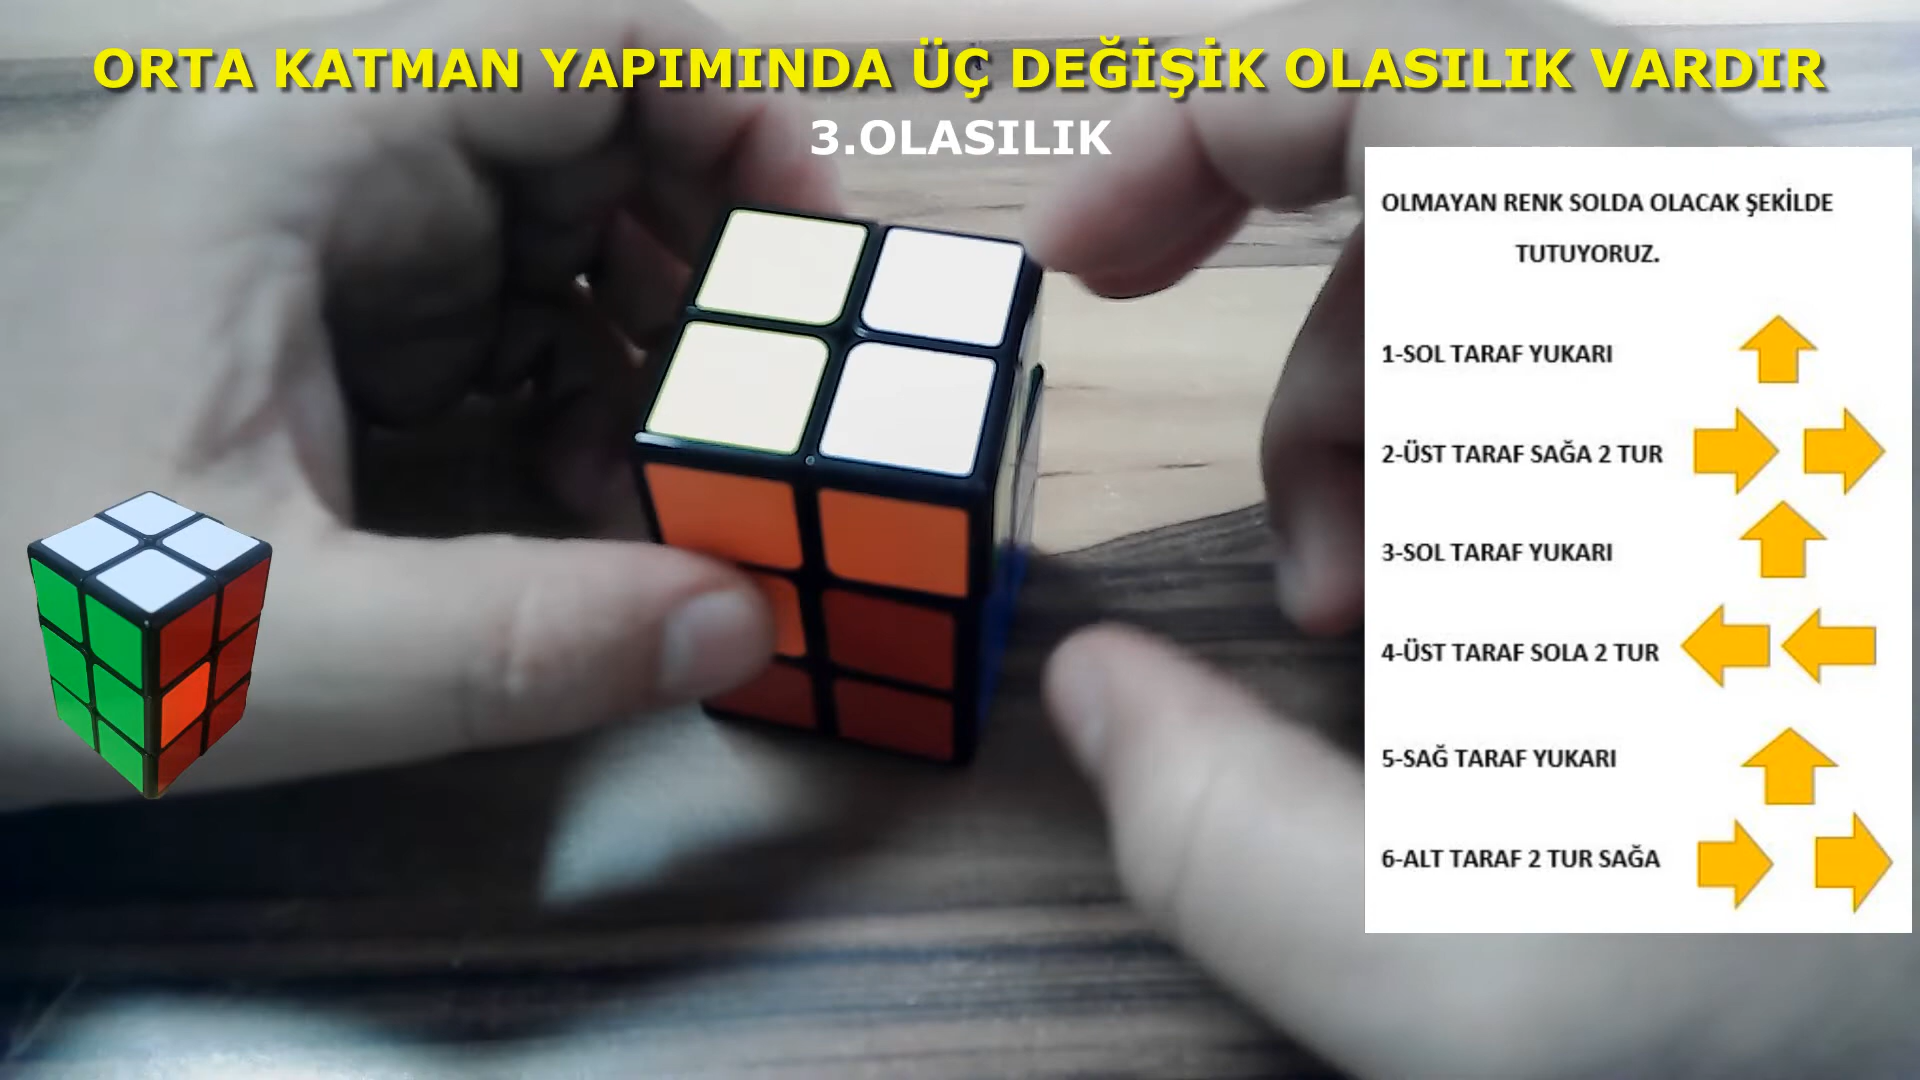 ORTA KATMAN YAPIMINDA ÜÇ DEĞİŞİK OLASILIK VARDIR
3.OLASILIK
OLMAYAN RENK SOLDA OLACAK ŞEKİLDE
TUTUYORUZ.
1-SOL TARAF YUKARI
2-ÜST TARAF SAĞA 2 TUR
3-SOL TARAF YUKARI
4-ÜST TARAF SOLA 2 TUR
5-SAĞ TARAF YUKARI
6-ALT TARAF 2 TUR SAĞA